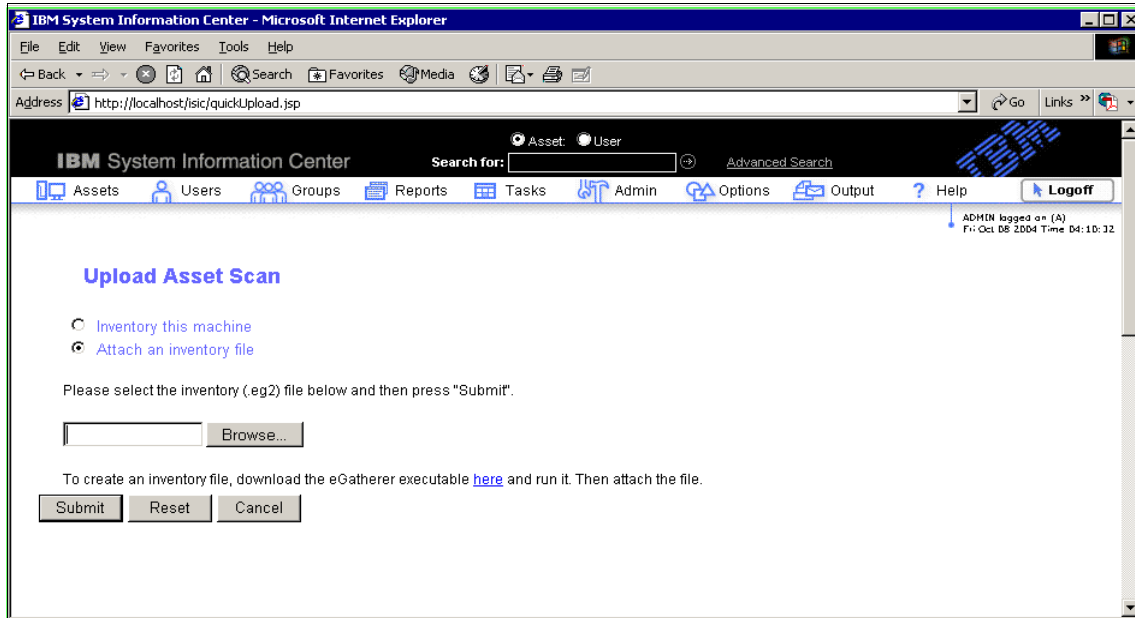 IBM System Information Center - Microsoft Internet Explorer
File Edit View Favorites Tools Help
Back Search Favorites Media
Address http://localhost/isic/quickUpload.jsp Go Links »
Asset: User
IBM System Information Center Search for: Advanced Search IBM
Assets Users Groups Reports Tasks Admin Options Output ? Help Logoff
ADMIN logged on (A)
Fri Oct 08 2004 Time 04:10:32
Upload Asset Scan
Inventory this machine
Attach an inventory file
Please select the inventory (.eg2) file below and then press "Submit".
Browse...
To create an inventory file, download the eGatherer executable here and run it. Then attach the file.
Submit Reset Cancel